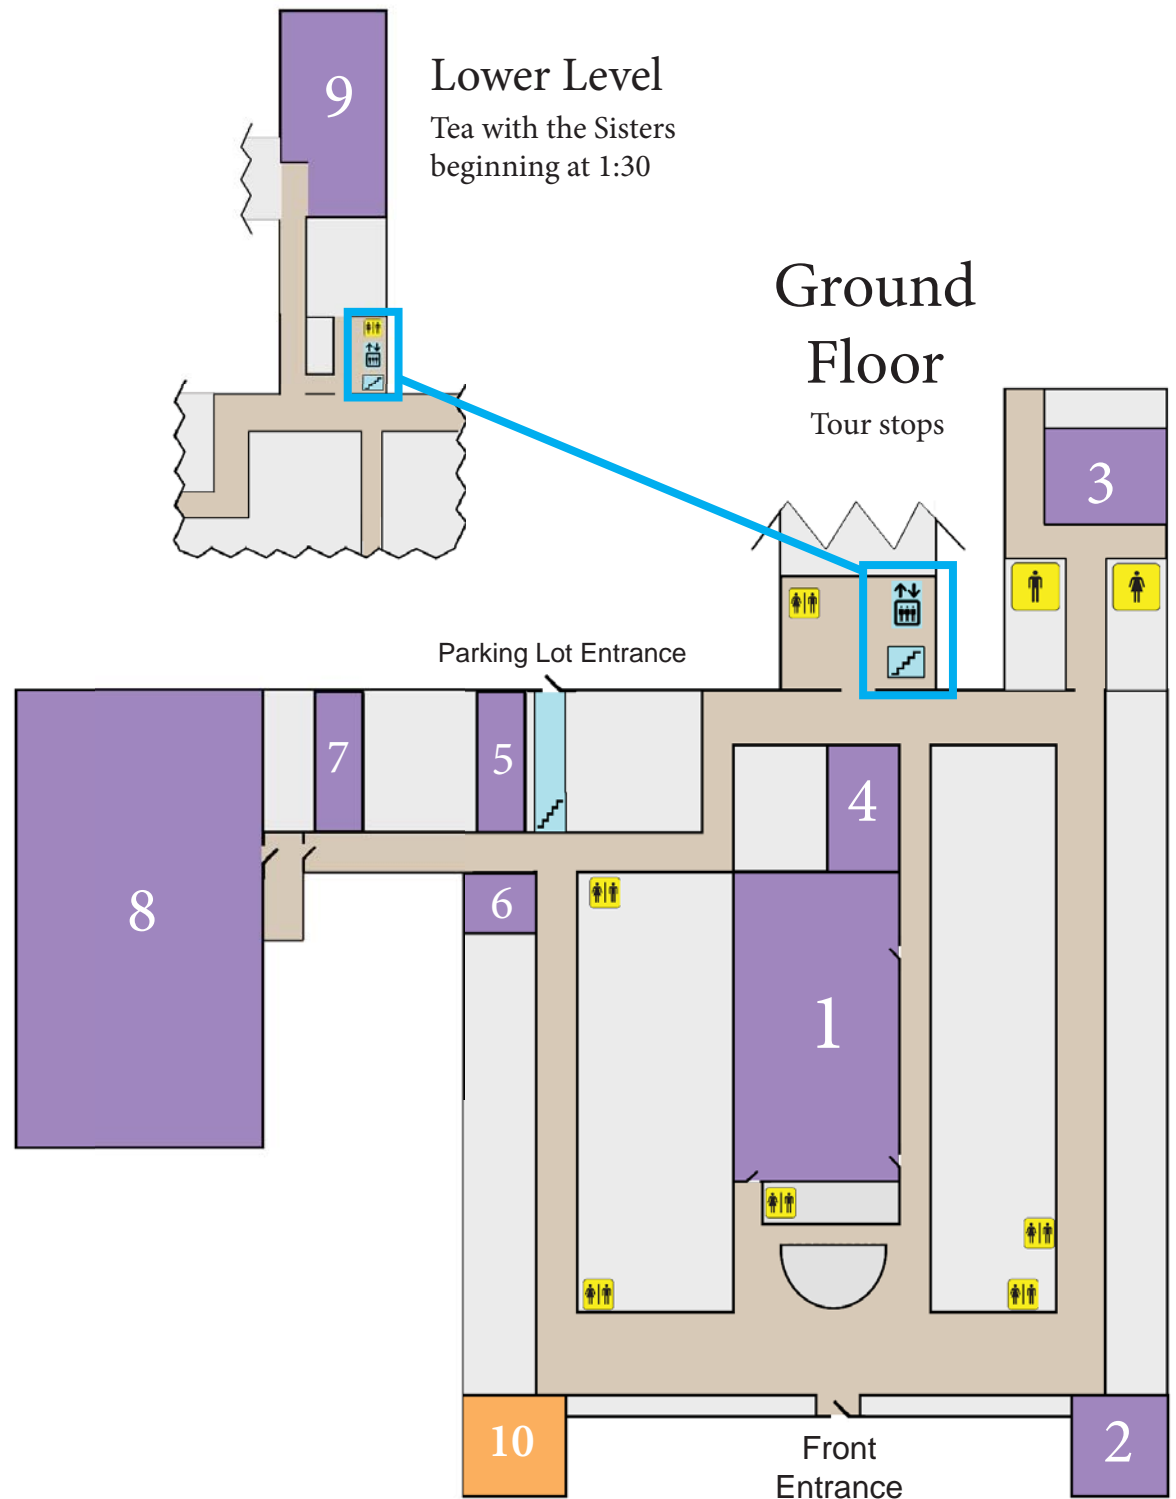 9
Lower Level
Tea with the Sisters
beginning at 1:30
Ground
Floor
Tour stops
3
Parking Lot Entrance
7
5
4
8
6
1
10
2
Front
Entrance